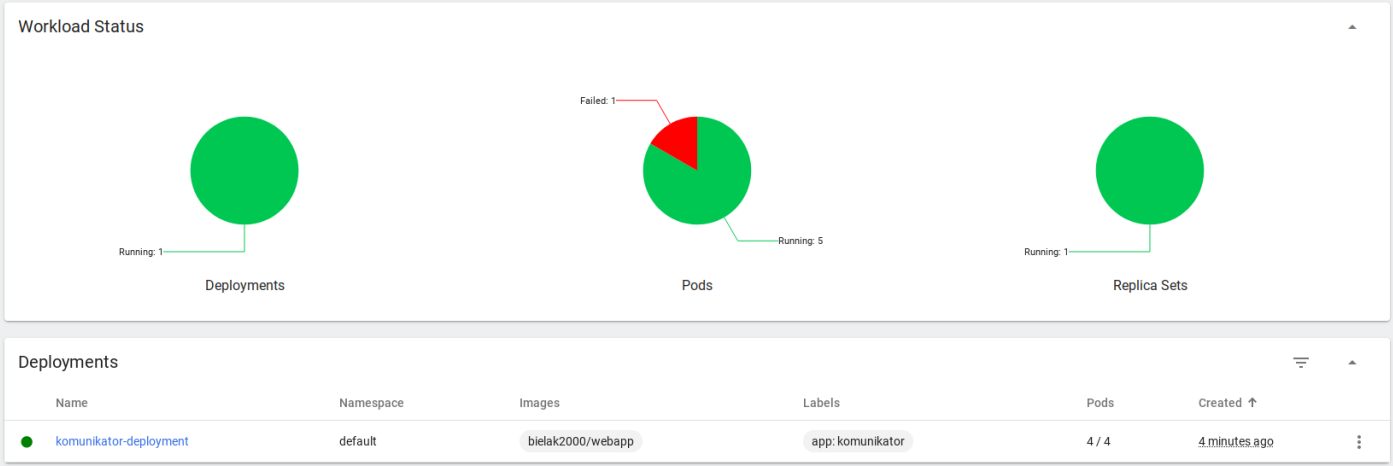 Workload Status
Failed: 1
Running: 5
Running: 1
Running: 1
Deployments
Pods
Replica Sets
Deployments
Name Namespace Images Labels Pods Created
komunikator-deployment default bielak2000/webapp app: komunikator 4 / 4 4 minutes ago